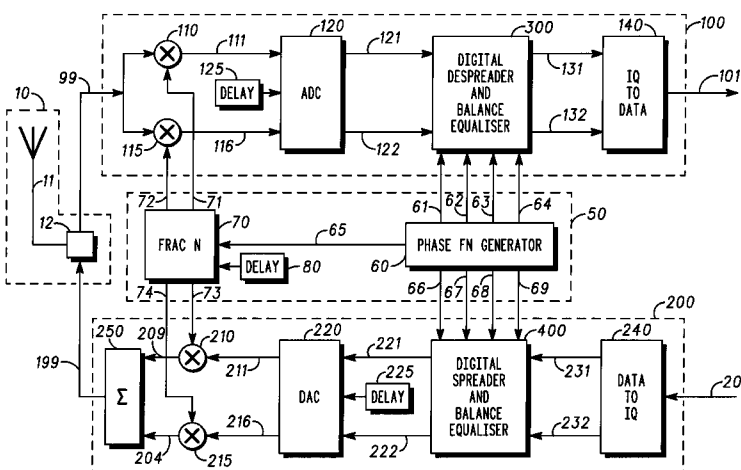 110
111
120
121
300
140
100
99
10
125
DELAY
ADC
DIGITAL
DESPREADER
AND
BALANCE
EQUALISER
131
132
IQ
TO
DATA
101
115
116
122
11
12
72
71
61
62
63
64
50
70
FRAC N
65
PHASE FN GENERATOR
60
DELAY
80
74
73
66
67
68
69
200
250
209
210
220
221
400
240
199
Σ
211
DAC
225
DELAY
DIGITAL
SPREADER
AND
BALANCE
EQUALISER
231
232
DATA
TO
IQ
20
204
215
216
222